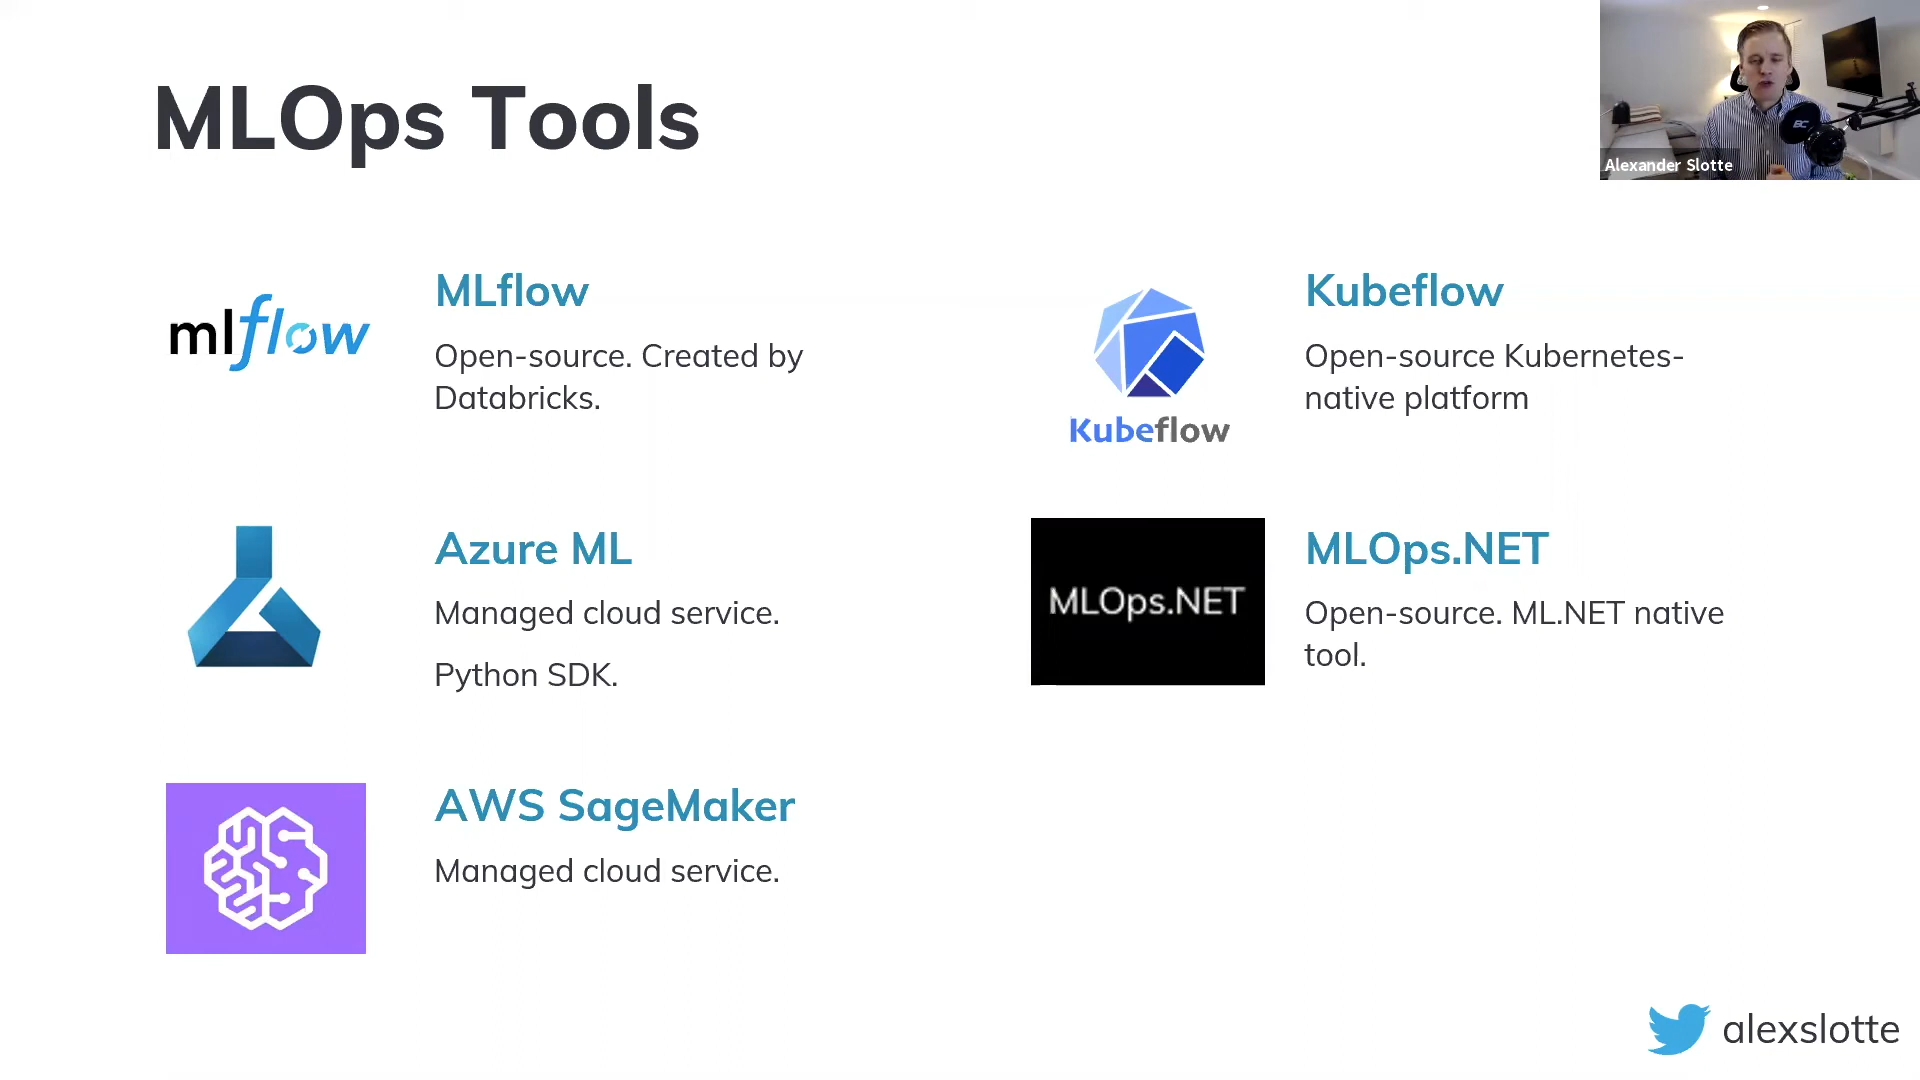 MLOps Tools
Alexander Slotte
mlflow
MLflow
Open-source. Created by
Databricks.
Kubeflow
Kubeflow
Open-source Kubernetes-
native platform
Azure ML
Managed cloud service.
Python SDK.
MLOps.NET
MLOps.NET
Open-source. ML.NET native
tool.
AWS SageMaker
Managed cloud service.
alexslotte